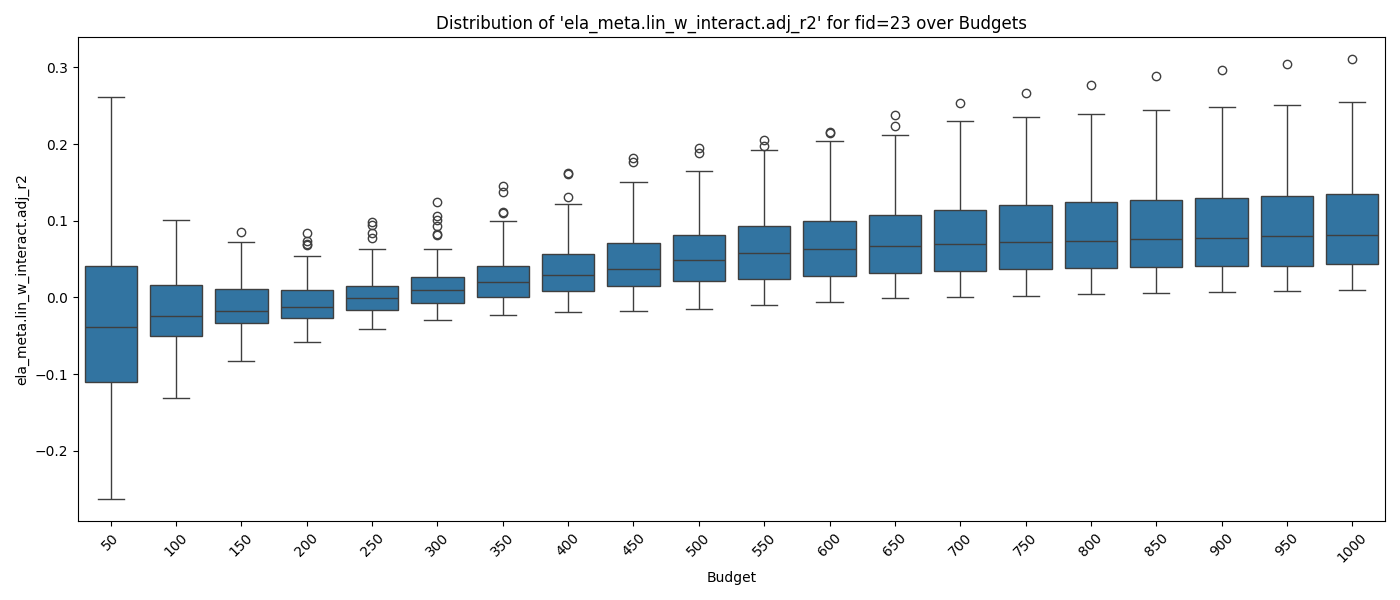 Distribution of 'ela_meta.lin_w_interact.adj_r2' for fid=23 over Budgets
ela_meta.lin_w_interact.adj_r2
0.3
0.2
0.1
0.0
−0.1
−0.2
50 100 150 200 250 300 350 400 450 500 550 600 650 700 750 800 850 900 950 1000
Budget